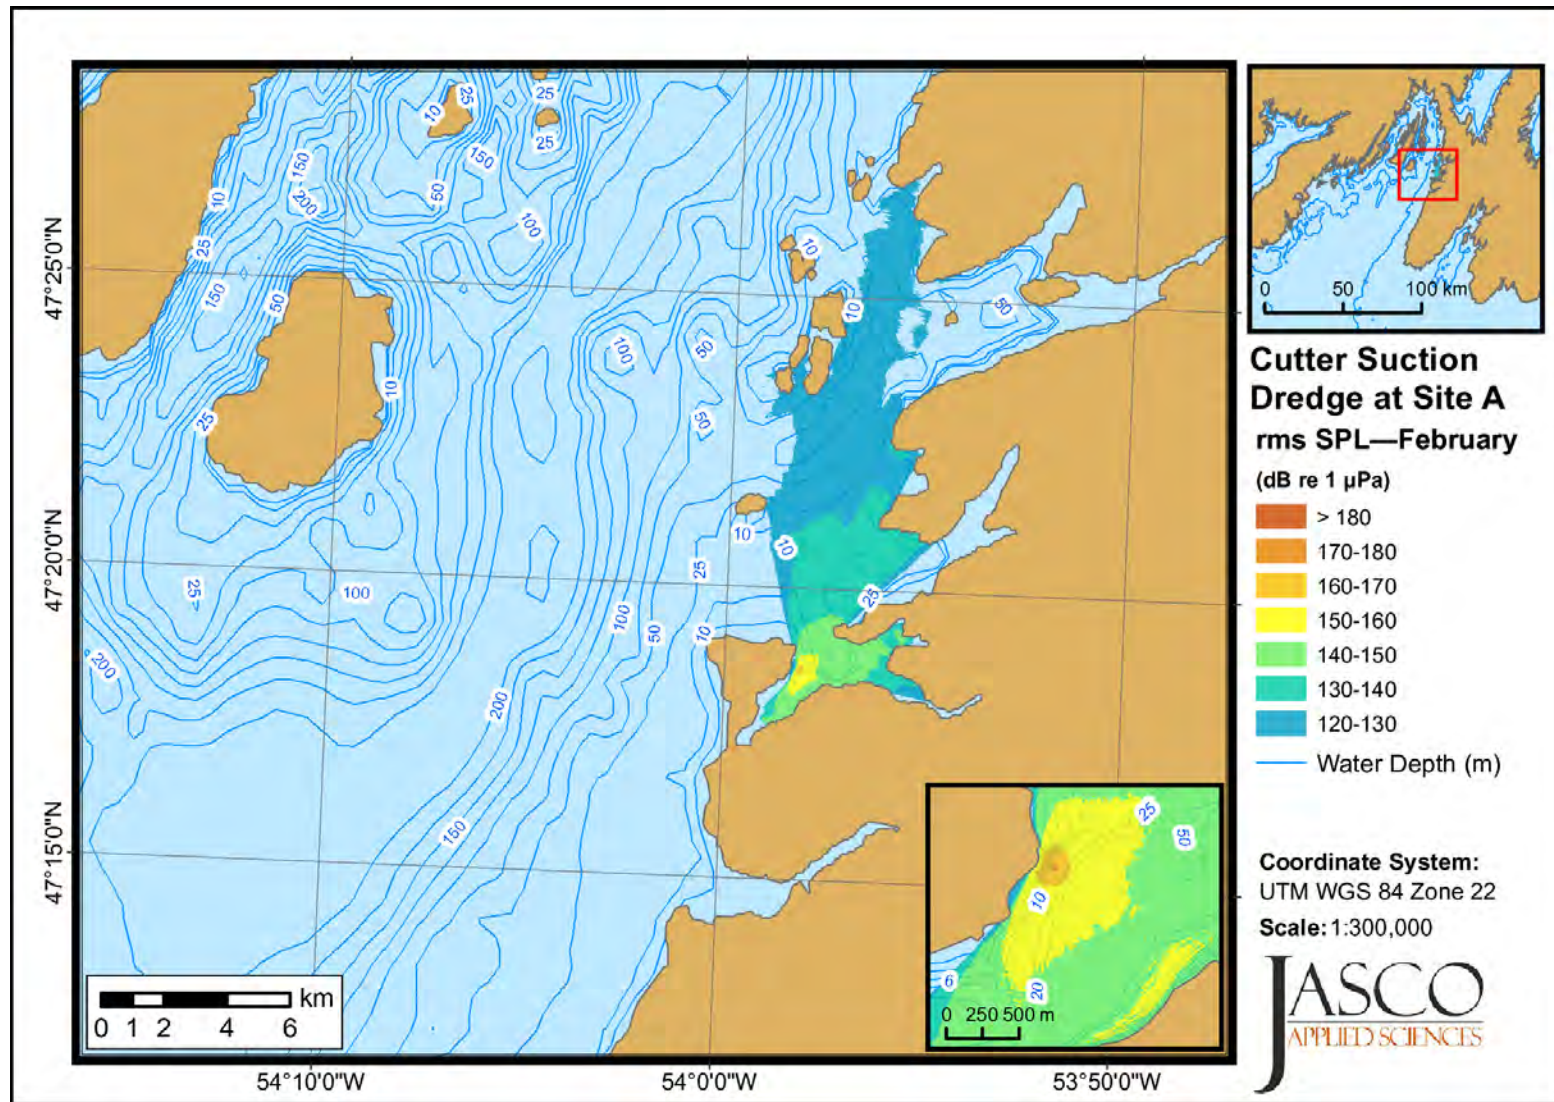 25
10
25
25
150
150
10
50
200
100
25
10
150
50
50
10
100
50
10
50
25
10
10
25
25
100
25
100
50
10
200
200
150
47°25'0"N
47°20'0"N
47°15'0"N
54°10'0"W
54°0'0"W
53°50'0"W
km
0 1 2 4 6
25
50
10
20
6
0 250 500 m
0 50 100 km
Cutter Suction
Dredge at Site A
rms SPL—February
(dB re 1 µPa)
> 180
170-180
160-170
150-160
140-150
130-140
120-130
Water Depth (m)
Coordinate System:
UTM WGS 84 Zone 22
Scale: 1:300,000
JASCO
APPLIED SCIENCES